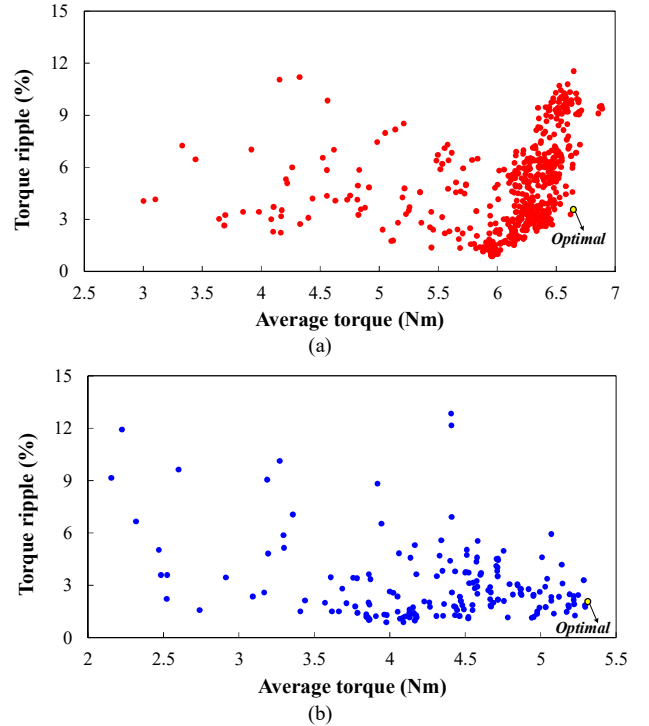 15
12
9
6
3
0
Torque ripple (%)
Optimal
2.5 3 3.5 4 4.5 5 5.5 6 6.5 7
Average torque (Nm)
(a)
15
12
9
6
3
0
Torque ripple (%)
Optimal
2 2.5 3 3.5 4 4.5 5 5.5
Average torque (Nm)
(b)